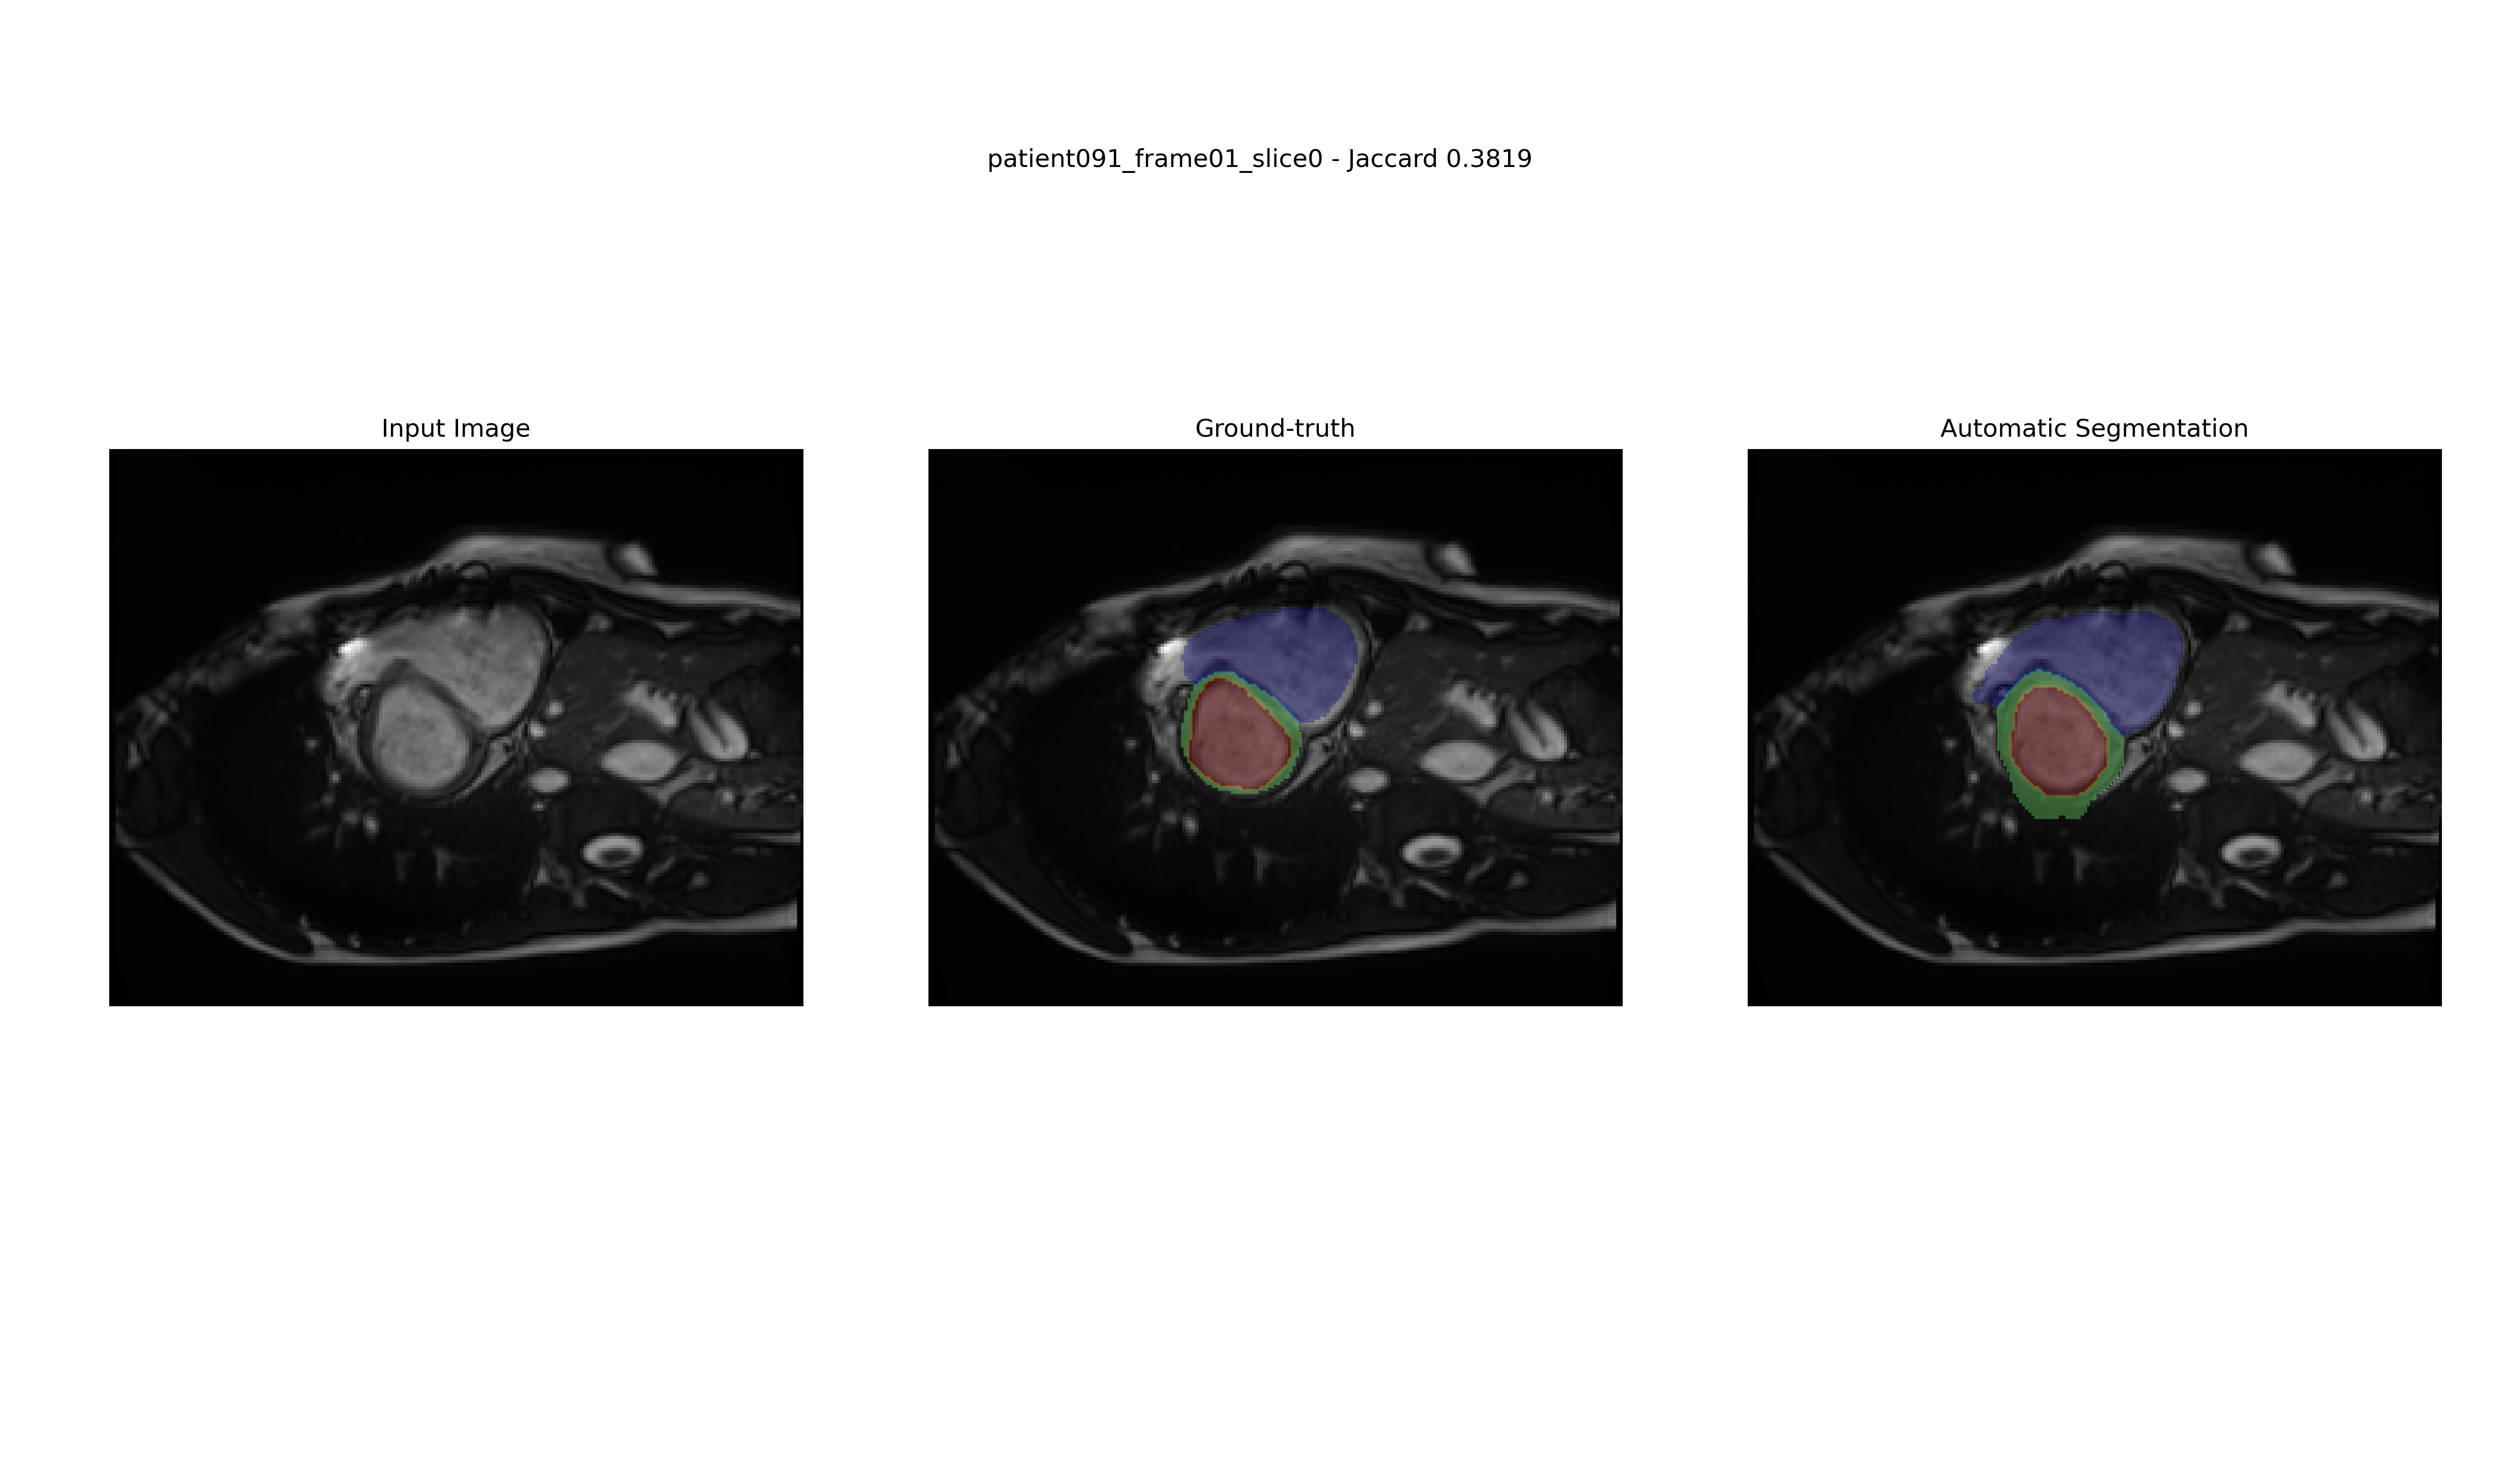 patient091_frame01_slice0 - Jaccard 0.3819
Input Image
Ground-truth
Automatic Segmentation